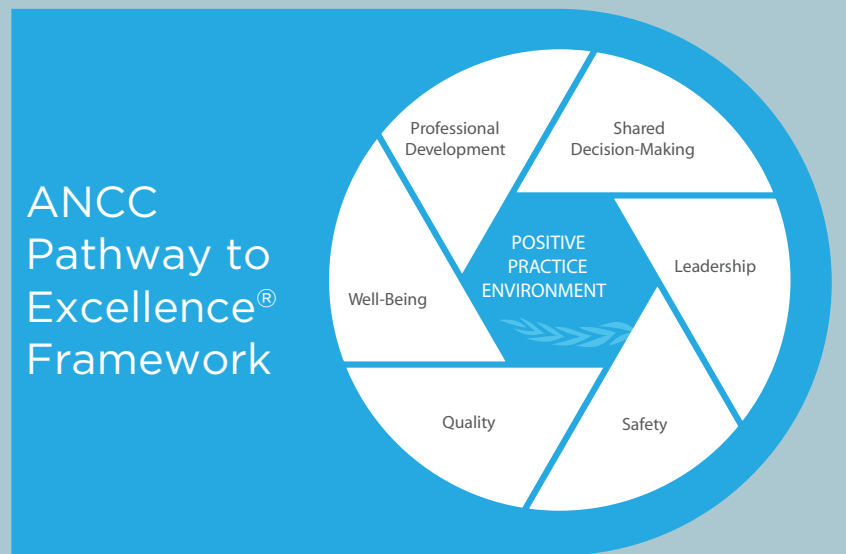 ANCC
Pathway to
Excellence®
Framework
Professional
Development
Shared
Decision-Making
Well-Being
POSITIVE
PRACTICE
ENVIRONMENT
Leadership
Quality
Safety